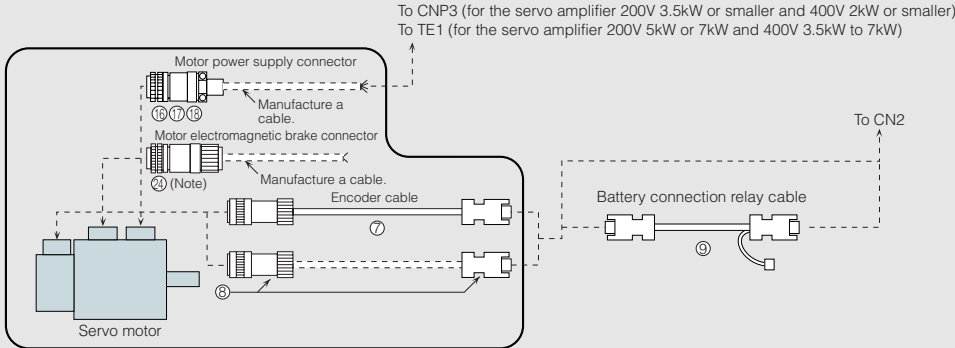 To CNP3 (for the servo amplifier 200V 3.5kW or smaller and 400V 2kW or smaller)
To TE1 (for the servo amplifier 200V 5kW or 7kW and 400V 3.5kW to 7kW)
Motor power supply connector
Manufacture a
cable.
⑯⑰⑱
Motor electromagnetic brake connector
To CN2
Manufacture a cable.
㉔ (Note)
Encoder cable
Battery connection relay cable
⑦
⑨
⑧
Servo motor